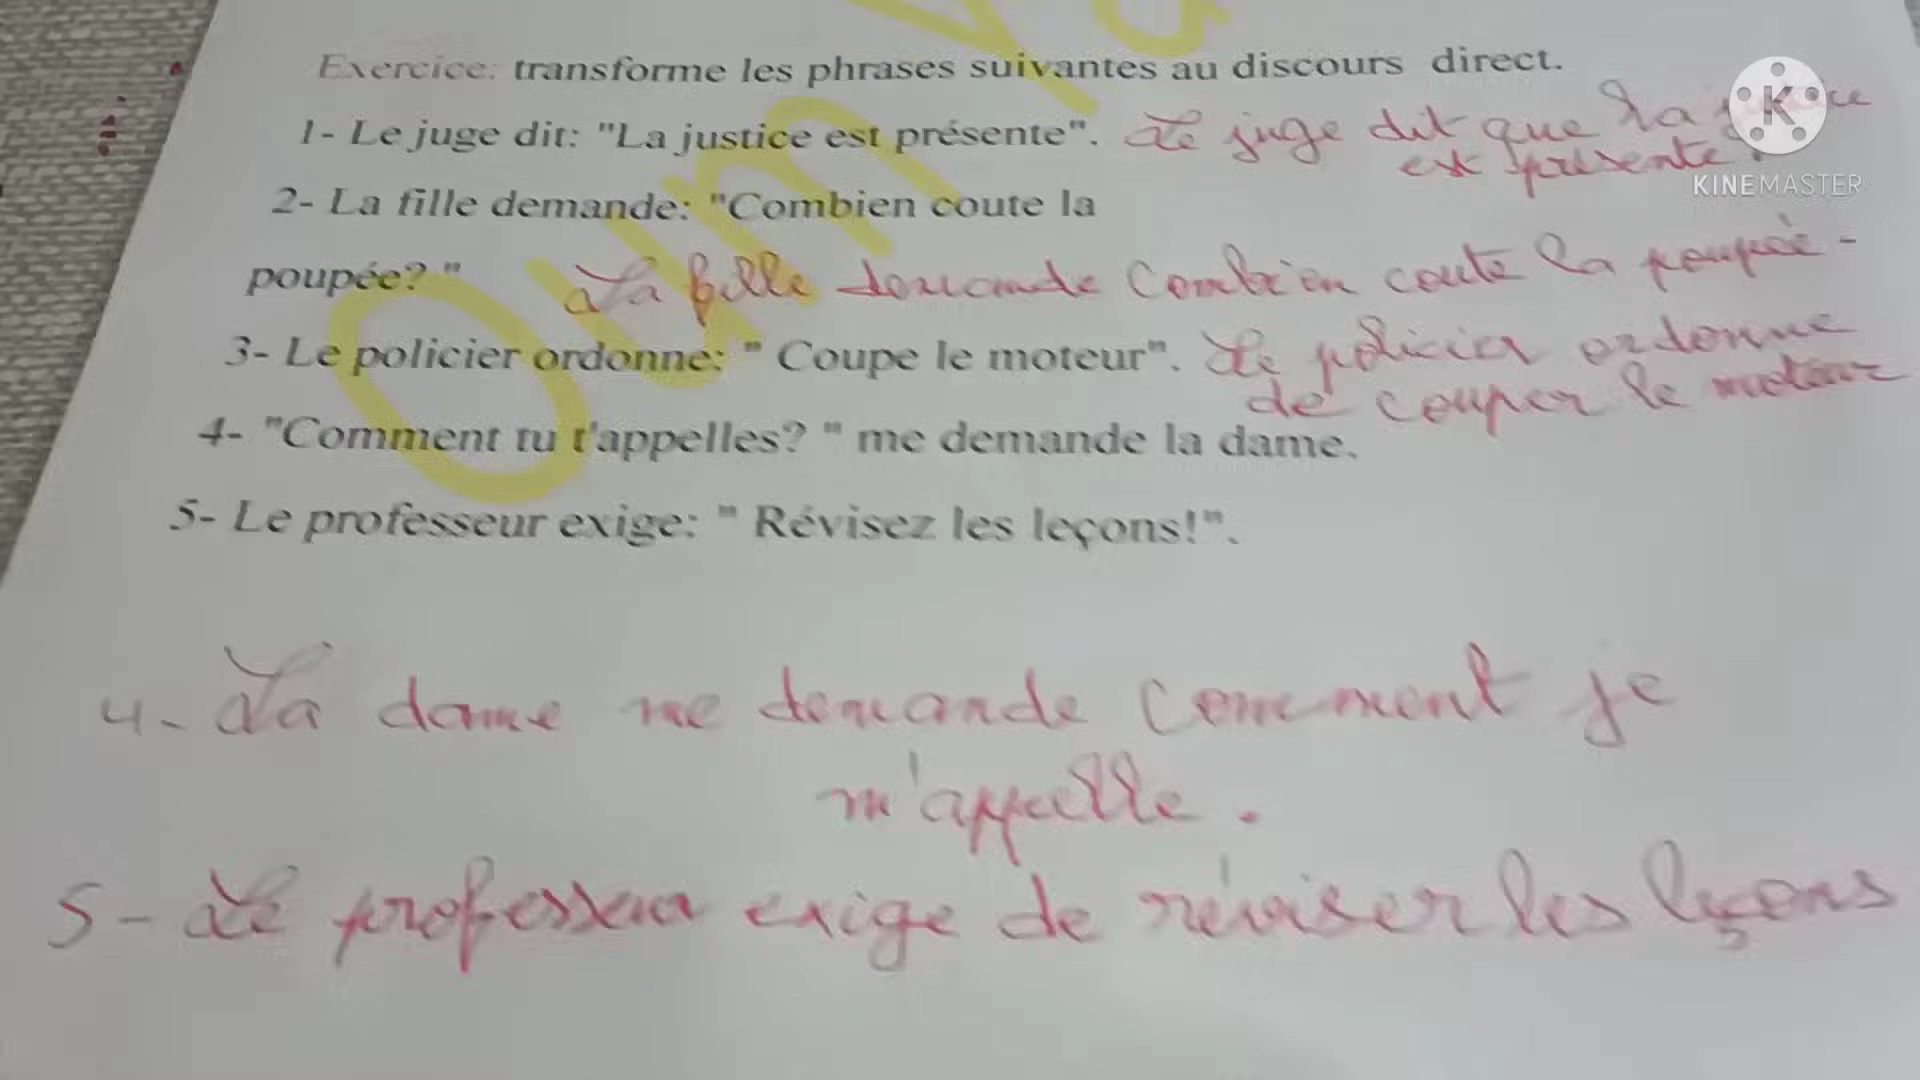 Exercice: transforme les phrases suivantes au discours direct.
1- Le juge dit: "La justice est présente". Le juge dit que la justice
est présente.
KINEMASTER
2- La fille demande: "Combien coute la
poupée? " La fille demande combien coute la poupée -
3- Le policier ordonne: " Coupe le moteur". Le policier ordonne
de couper le moteur
4- "Comment tu t'appelles? " me demande la dame.
5- Le professeur exige: " Révisez les leçons!".
4- La dame me demande comment je
m'appelle.
5- Le professeur exige de réviser les leçons